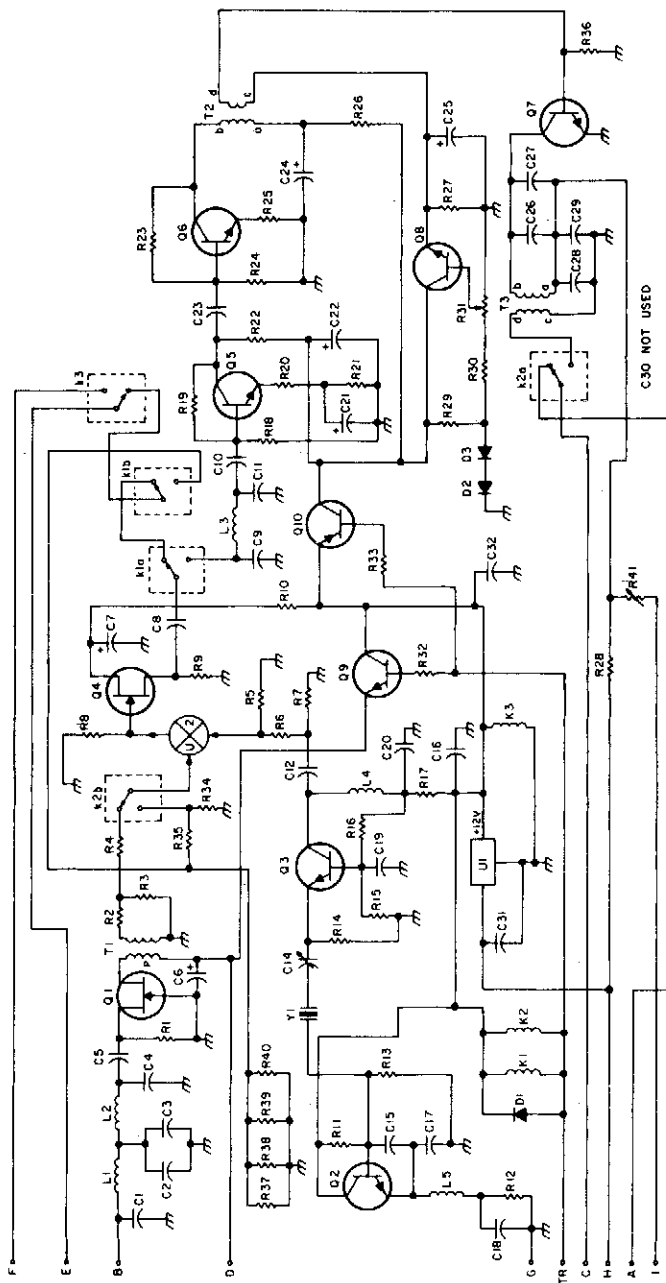 F
E
B
D
G
TR
C
H
A
I
C1
L1
C2
C3
L2
C4
C5
R1
Q1
C6
P
T1
R2
R3
R4
k2b
R35
R34
R8
U
2
Q4
C7
R9
C8
R5
R6
R7
R10
k1a
k1b
k3
L3
C9
C11
C10
R18
R19
Q5
R20
R21
C21
+
R22
C22
+
C23
R24
R23
Q6
R25
C24
+
T2
a
b
c
d
R26
R37
R38
R39
R40
Q2
R11
C15
C17
R13
L5
C18
R12
Y1
C14
R14
R15
C19
R16
Q3
C12
L4
C20
R17
C16
Q9
R32
R33
Q10
C32
D1
K1
K2
C31
U1
+12V
K3
D2
D3
R29
R30
R31
Q8
R27
C25
+
R28
R41
k2a
T3
a
b
c
d
C26
C27
C28
C29
Q7
R36
C30 NOT USED